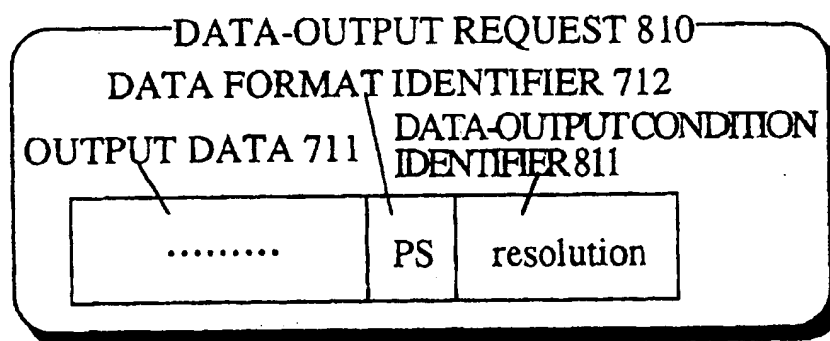 DATA-OUTPUT REQUEST 810
DATA FORMAT IDENTIFIER 712
OUTPUT DATA 711
DATA-OUTPUT CONDITION
IDENTIFIER 811
......... PS resolution